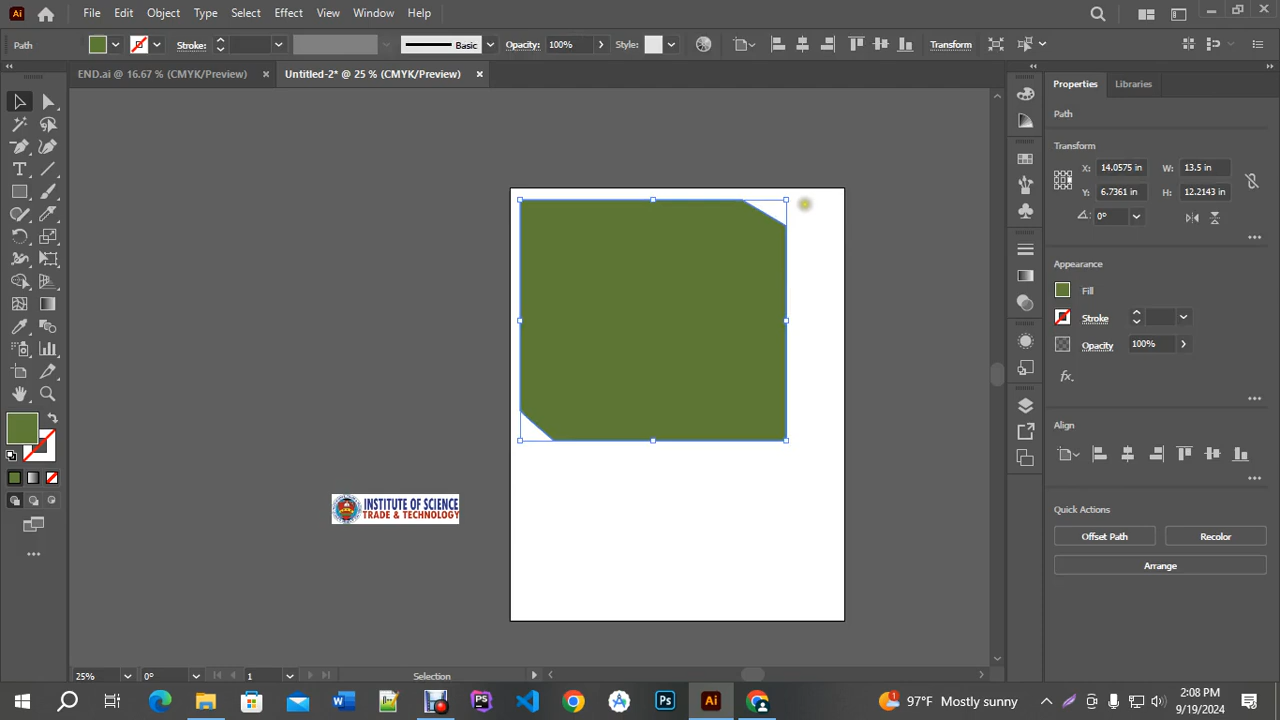 Ai File Edit Object Type Select Effect View Window Help
Path Stroke: Basic Opacity: 100% Style: Transform
END.ai @ 16.67 % (CMYK/Preview) × Untitled-2* @ 25 % (CMYK/Preview) ×
Properties Libraries
Path
Transform
X: 14.0575 in W: 13.5 in
Y: 6.7361 in H: 12.2143 in
0°
Appearance
Fill
Stroke
Opacity 100%
fx.
Align
Quick Actions
Offset Path Recolor
Arrange
INSTITUTE OF SCIENCE
TRADE & TECHNOLOGY
25% 0° 1 Selection
1 97°F Mostly sunny 2:08 PM
9/19/2024
W PS Ps Ai